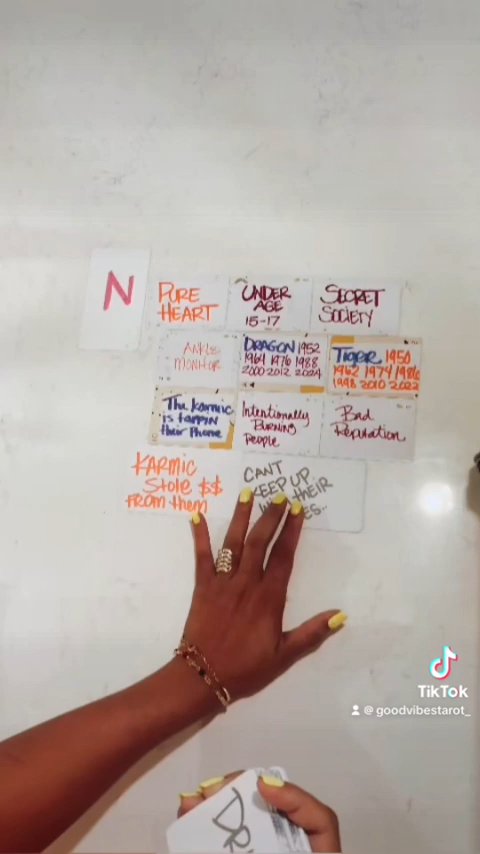 N
PURE
HEART
UNDER
AGE
15-17
SECRET
SOCIETY
ANKLE
MONITOR
DRAGON 1952
1964 1976 1988
2000 2012 2024
TIGER 1950
1962 1974 1986
1998 2010 2022
The karmic
is tappin
their Phone
Intentionally
Burning
People
Bad
Reputation
KARMIC
Stole $$
FROM them
CANT
KEEP UP
THEIR
TikTok
@goodvibestarot_